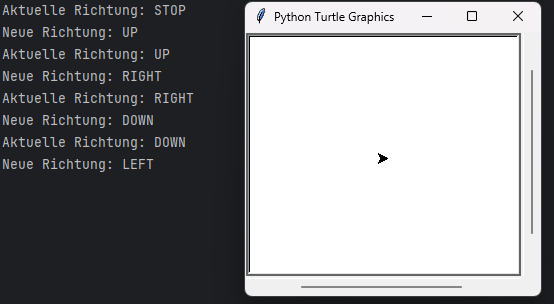 Aktuelle Richtung: STOP
Neue Richtung: UP
Aktuelle Richtung: UP
Neue Richtung: RIGHT
Aktuelle Richtung: RIGHT
Neue Richtung: DOWN
Aktuelle Richtung: DOWN
Neue Richtung: LEFT
Python Turtle Graphics